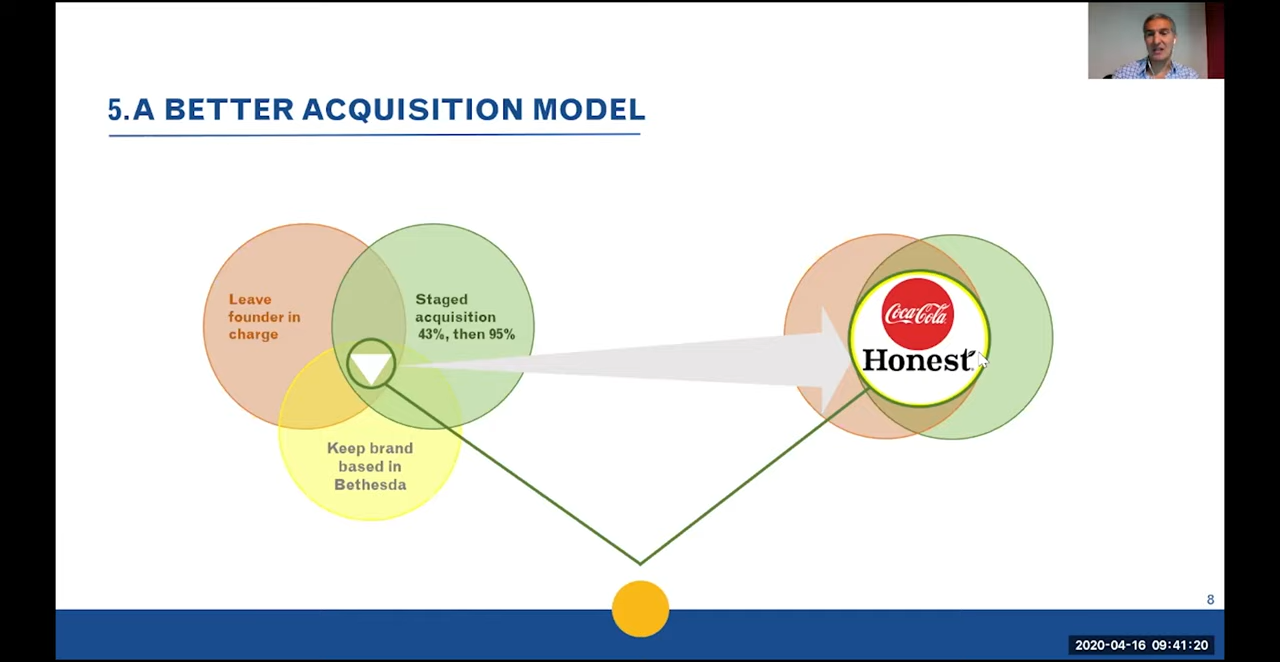 5.A BETTER ACQUISITION MODEL
Leave
founder in
charge
Staged
acquisition
43%, then 95%
Keep brand
based in
Bethesda
Coca-Cola
Honest
8
2020-04-16 09:41:20